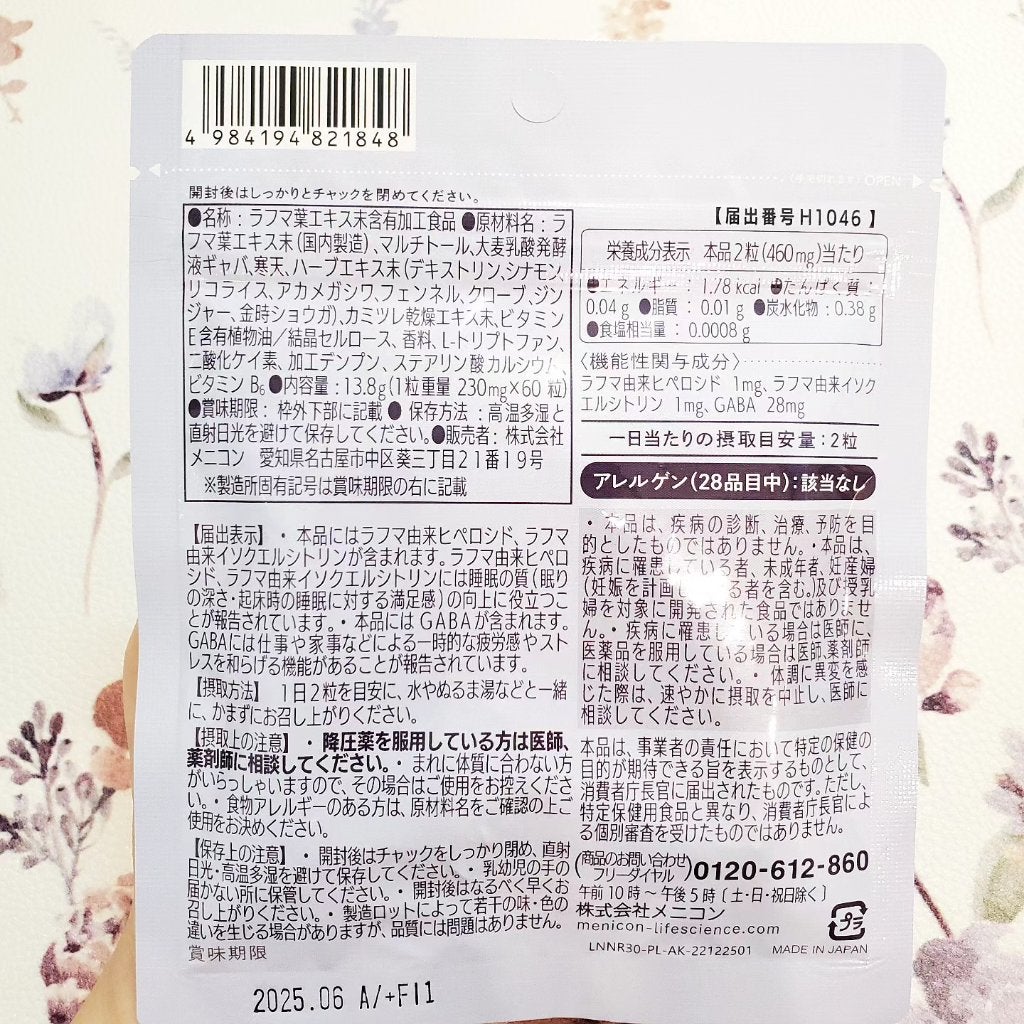 4 984194 821848
(手で切れます) OPEN
開封後はしっかりとチャックを閉めてください。
●名称：ラフマ葉エキス末含有加工食品 ●原材料名：ラ
フマ葉エキス末（国内製造）、マルチトール、大麦乳酸発酵
液ギャバ、寒天、ハーブエキス末（デキストリン、シナモン、
リコライス、アカメガシワ、フェンネル、クローブ、ジン
ジャー、金時ショウガ）、カミツレ乾燥エキス末、ビタミン
E含有植物油／結晶セルロース、香料、L-トリプトファン、
二酸化ケイ素、加工デンプン、ステアリン酸カルシウム、
ビタミンB₆ ●内容量：13.8g（1粒重量 230mg×60粒）
●賞味期限：枠外下部に記載 ● 保存方法：高温多湿と
直射日光を避けて保存してください。●販売者：株式会社
メニコン 愛知県名古屋市中区葵三丁目21番19号
※製造所固有記号は賞味期限の右に記載
【届出番号H1046】
栄養成分表示 本品2粒(460mg)当たり
●エネルギー：1.78 kcal ●たんぱく質：
0.04 g ●脂質：0.01 g ●炭水化物：0.38 g
●食塩相当量：0.0008 g
〈機能性関与成分〉
ラフマ由来ヒペロシド 1mg、ラフマ由来イソク
エルシトリン 1mg、GABA 28mg
一日当たりの摂取目安量：2粒
アレルゲン(28品目中)：該当なし
【届出表示】・本品にはラフマ由来ヒペロシド、ラフマ
由来イソクエルシトリンが含まれます。ラフマ由来ヒペロ
シド、ラフマ由来イソクエルシトリンには睡眠の質（眠り
の深さ・起床時の睡眠に対する満足感）の向上に役立つこ
とが報告されています。・本品にはGABAが含まれます。
GABAには仕事や家事などによる一時的な疲労感やスト
レスを和らげる機能があることが報告されています。
【摂取方法】 1日2粒を目安に、水やぬるま湯などと一緒
に、かまずにお召し上がりください。
【摂取上の注意】・降圧薬を服用している方は医師、
薬剤師に相談してください。・まれに体質に合わない方
がいらっしゃいますので、その場合はご使用をお控えくださ
い。・食物アレルギーのある方は、原材料名をご確認の上ご
使用をお決めください。
【保存上の注意】・開封後はチャックをしっかり閉め、直射
日光・高温多湿を避けて保存してください。・乳幼児の手の
届かない所に保管してください。・開封後はなるべく早くお
召し上がりください。・製造ロットによって若干の味・色の
違いを生じる場合がありますが、品質には問題はありません。
賞味期限
2025.06 A/+F11
・本品は、疾病の診断、治療、予防を目
的としたものではありません。・本品は、
疾病に罹患している者、未成年者、妊産婦
(妊娠を計画している者を含む。)及び授乳
婦を対象に開発された食品ではありませ
ん。・疾病に罹患している場合は医師に、
医薬品を服用している場合は医師、薬剤師
に相談してください。・体調に異変を感
じた際は、速やかに摂取を中止し、医師に
相談してください。
本品は、事業者の責任において特定の保健の
目的が期待できる旨を表示するものとして、
消費者庁長官に届出されたものです。ただし、
特定保健用食品と異なり、消費者庁長官によ
る個別審査を受けたものではありません。
(商品のお問い合わせ フリーダイヤル) 0120-612-860
午前10時～午後5時〔土・日・祝日除く〕
株式会社メニコン
menicon-lifescience.com
プラ
LNNR30-PL-AK-22122501 MADE IN JAPAN